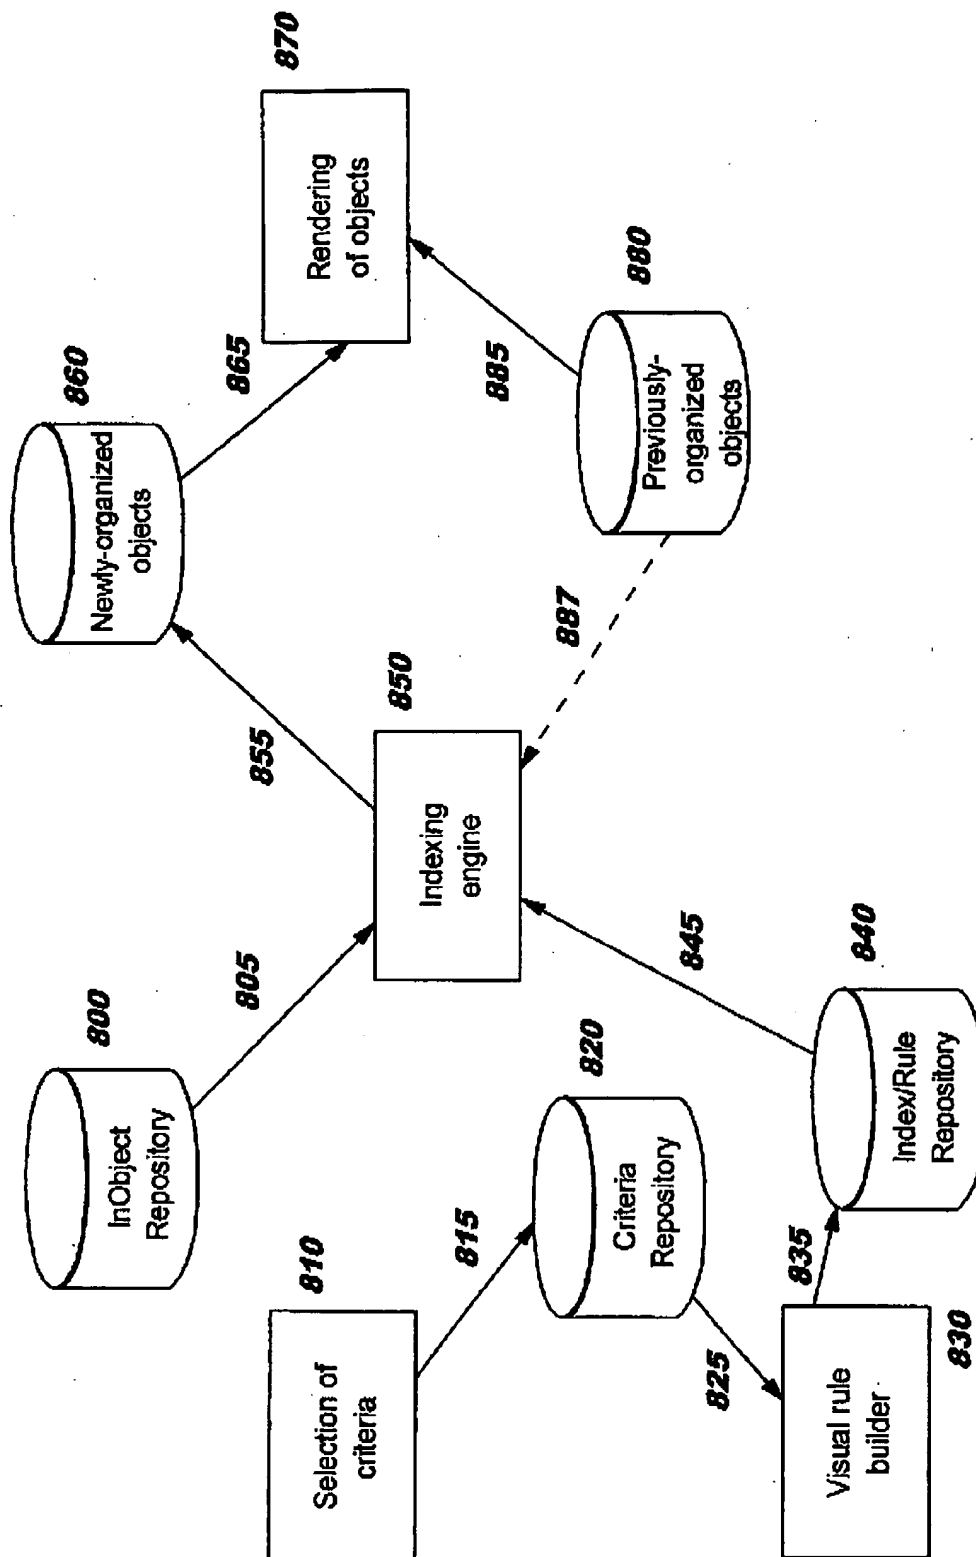 800
InObject
Repository
805
810
Selection of
criteria
815
820
Criteria
Repository
825
830
Visual rule
builder
835
840
Index/Rule
Repository
845
850
Indexing
engine
855
860
Newly-organized
objects
865
870
Rendering
of objects
880
Previously-
organized
objects
885
887